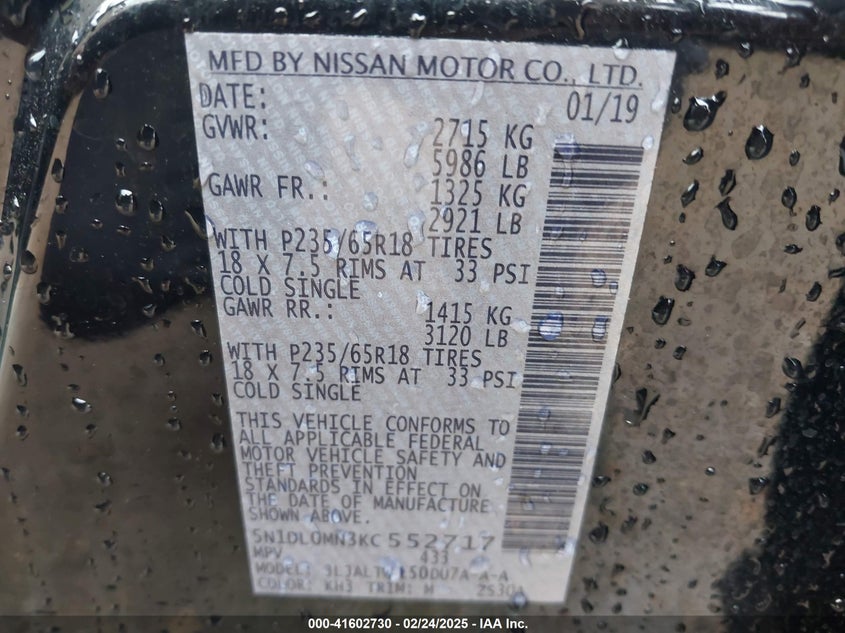 MFD BY NISSAN MOTOR CO., LTD.
DATE: 01/19
GVWR: 2715 KG
5986 LB
GAWR FR.: 1325 KG
2921 LB
WITH P235/65R18 TIRES
18 X 7.5 RIMS AT 33 PSI
COLD SINGLE
GAWR RR.: 1415 KG
3120 LB
WITH P235/65R18 TIRES
18 X 7.5 RIMS AT 33 PSI
COLD SINGLE
THIS VEHICLE CONFORMS TO
ALL APPLICABLE FEDERAL
MOTOR VEHICLE SAFETY AND
THEFT PREVENTION
STANDARDS IN EFFECT ON
THE DATE OF MANUFACTURE
SHOWN ABOVE.
5N1DL0MN3KC552717
MPV 433
MODEL:
COLOR: KH3 TRIM:
000-41602730 - 02/24/2025 - IAA, Inc.